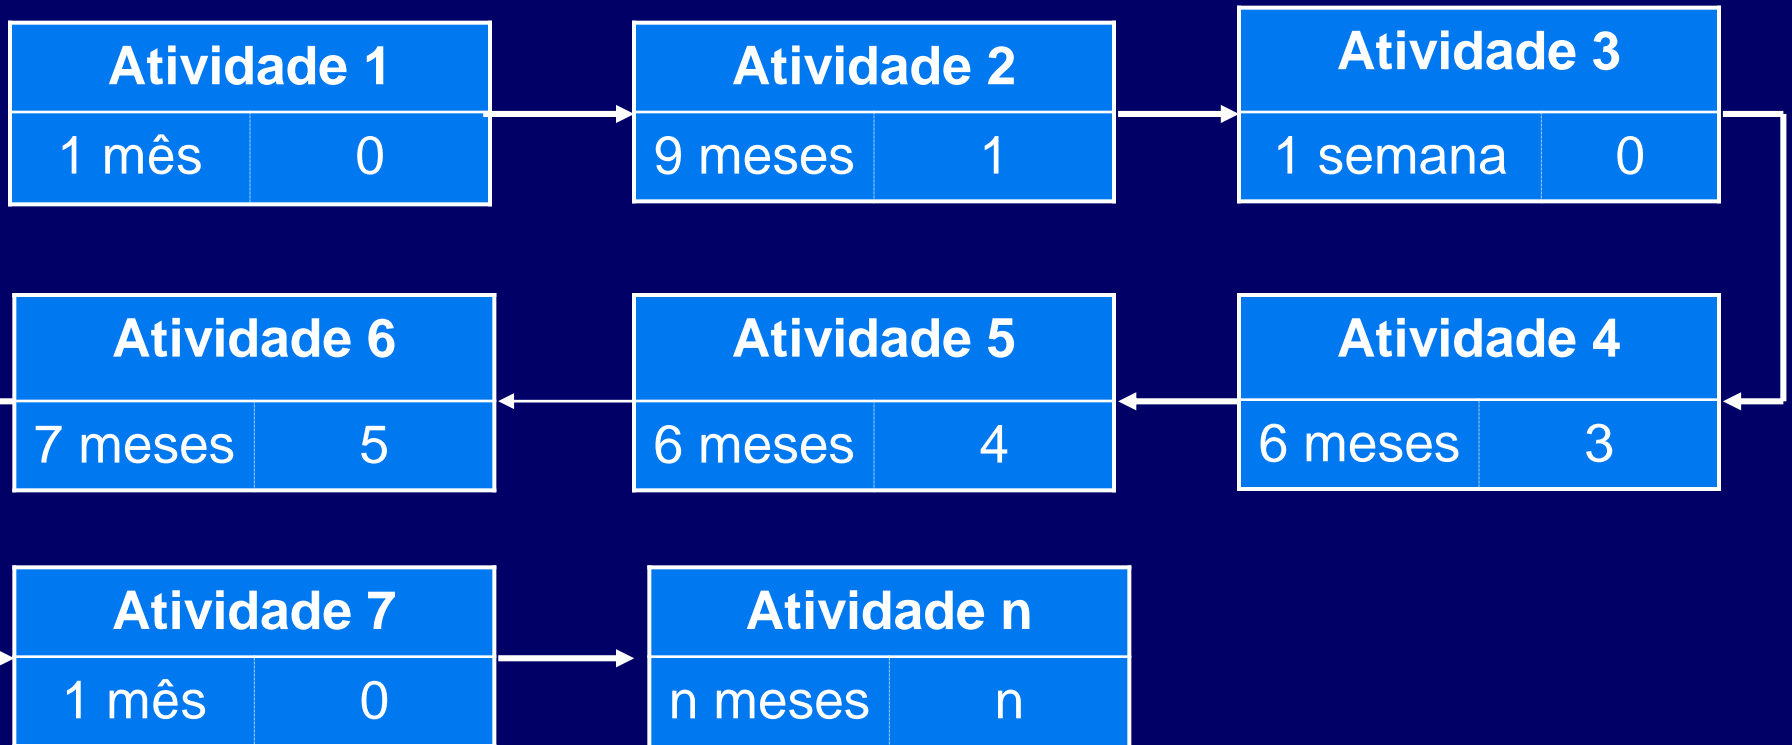 Atividade 1
1 mês 0
Atividade 2
9 meses 1
Atividade 3
1 semana 0
Atividade 4
6 meses 3
Atividade 5
6 meses 4
Atividade 6
7 meses 5
Atividade 7
1 mês 0
Atividade n
n meses n